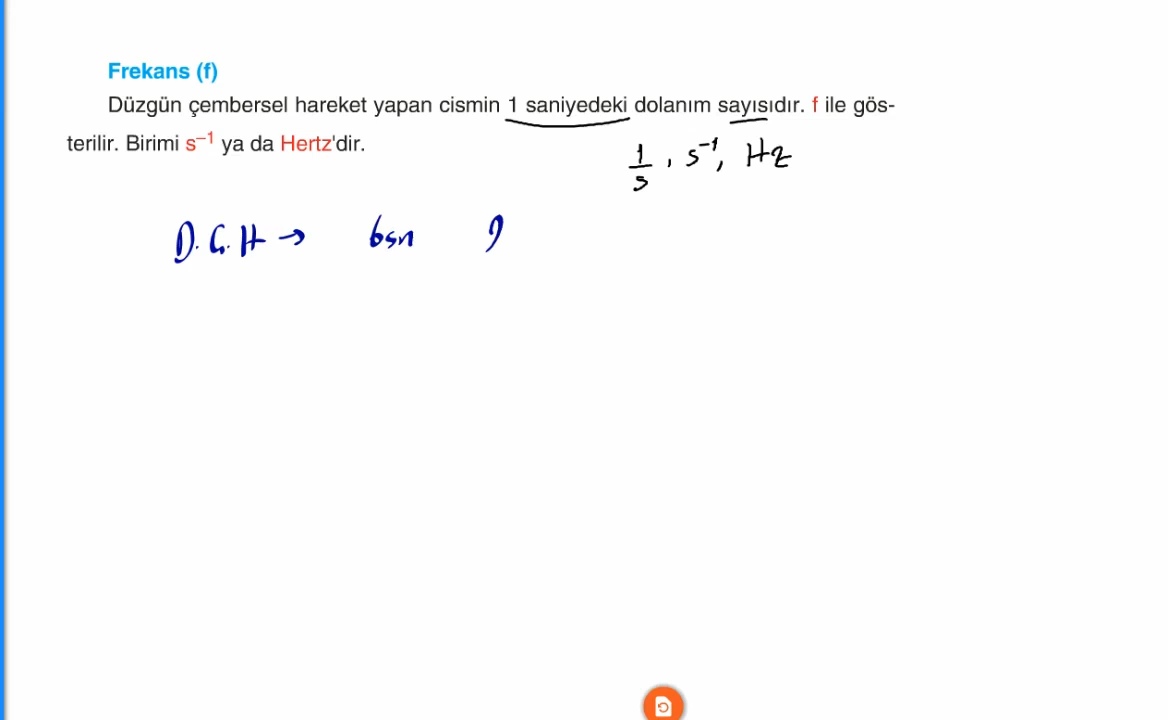 Frekans (f)
Düzgün çembersel hareket yapan cismin 1 saniyedeki dolanım sayısıdır. f ile gös-
terilir. Birimi s⁻¹ ya da Hertz'dir.
1/s, s⁻¹, Hz
D.Ç.H → 6sn